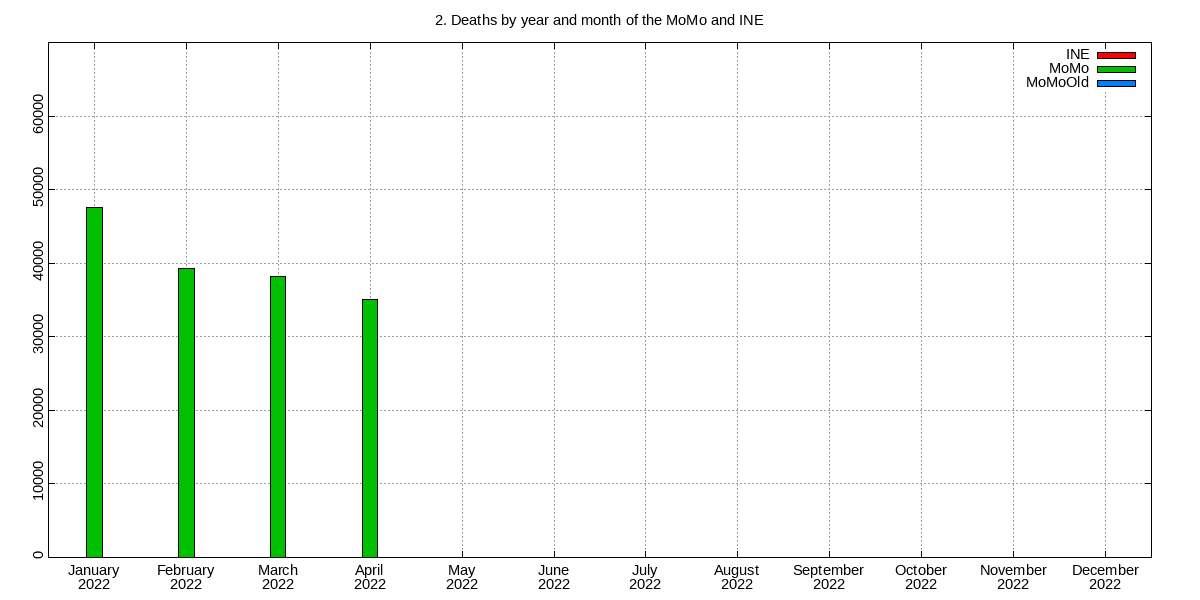 2. Deaths by year and month of the MoMo and INE
INE
MoMo
MoMoOld
60000
50000
40000
30000
20000
10000
0
January February March April May June July August September October November December
2022 2022 2022 2022 2022 2022 2022 2022 2022 2022 2022 2022